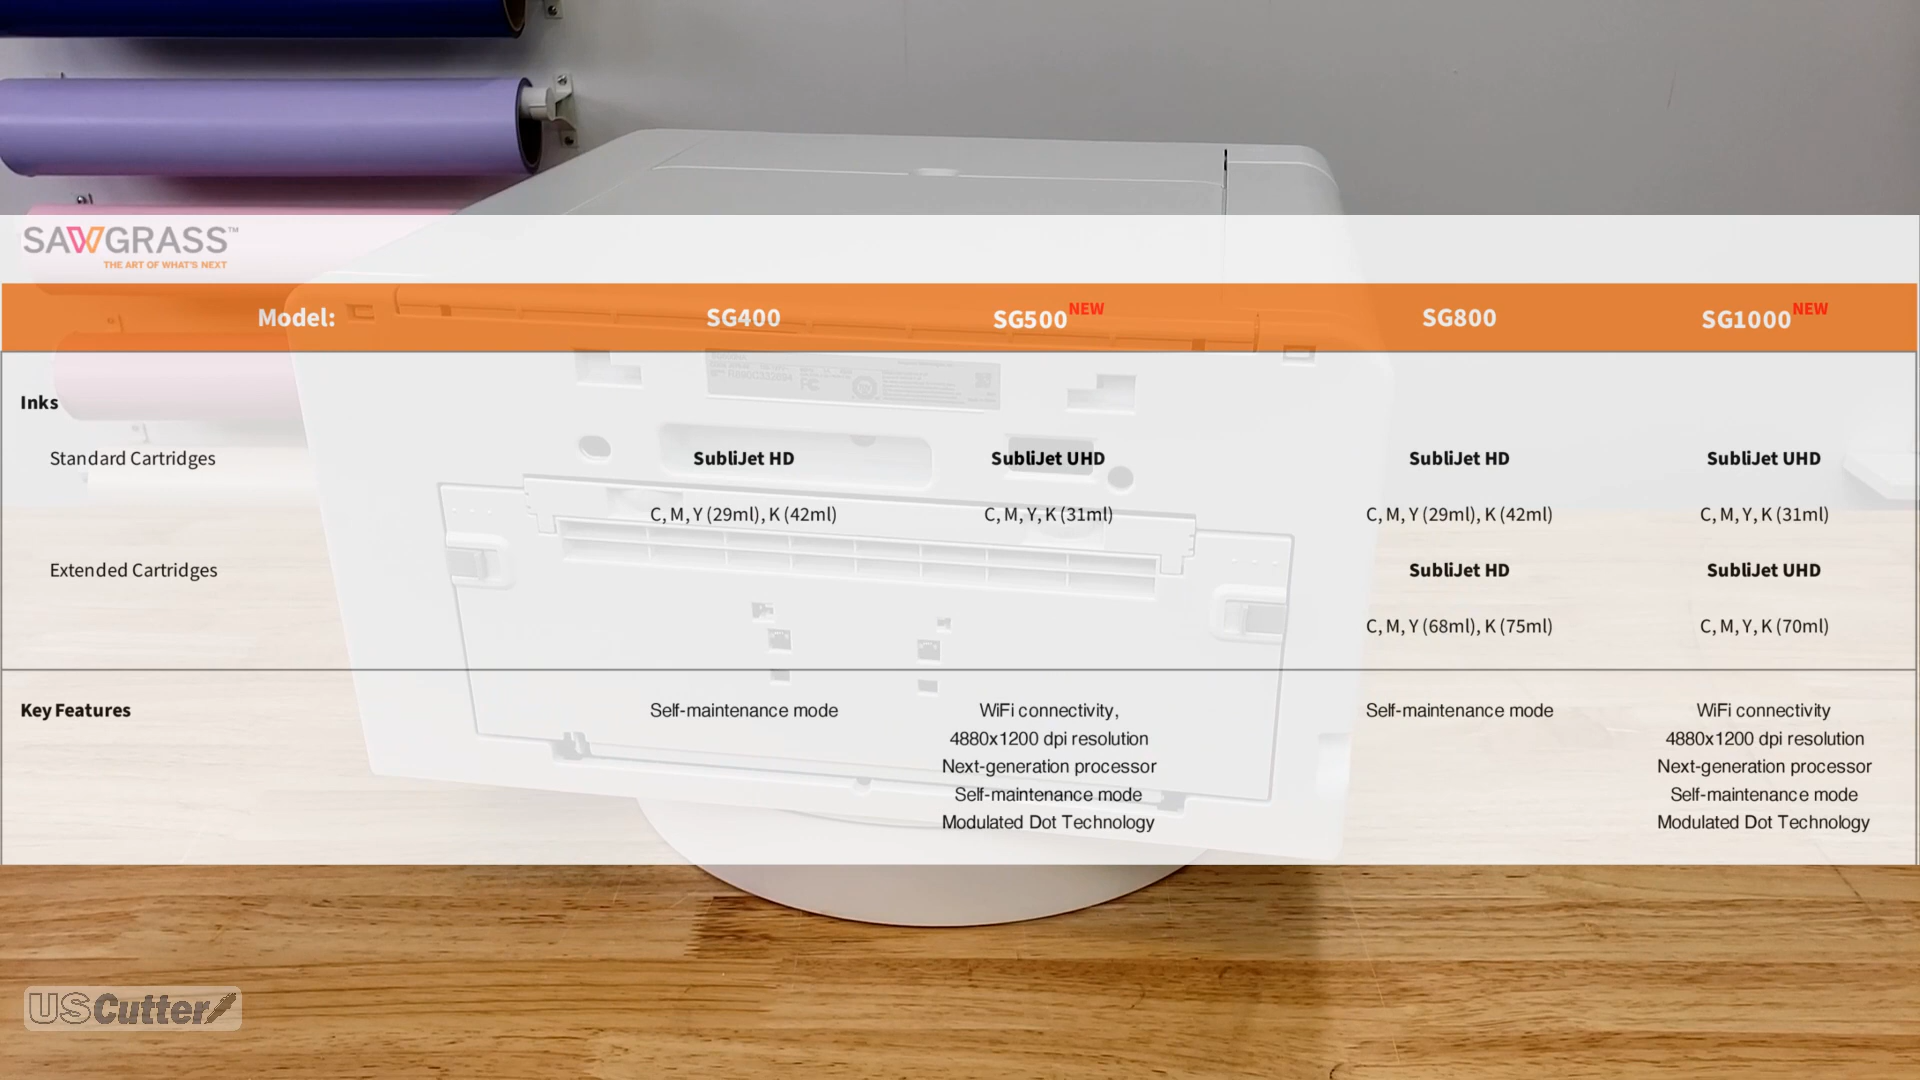 SAWGRASS™
THE ART OF WHAT'S NEXT
Model: SG400 SG500 NEW SG800 SG1000 NEW
Inks
Standard Cartridges SubliJet HD SubliJet UHD SubliJet HD SubliJet UHD
C, M, Y (29ml), K (42ml) C, M, Y, K (31ml) C, M, Y (29ml), K (42ml) C, M, Y, K (31ml)
Extended Cartridges SubliJet HD SubliJet UHD
C, M, Y (68ml), K (75ml) C, M, Y, K (70ml)
Key Features Self-maintenance mode WiFi connectivity, Self-maintenance mode WiFi connectivity
4880x1200 dpi resolution 4880x1200 dpi resolution
Next-generation processor Next-generation processor
Self-maintenance mode Self-maintenance mode
Modulated Dot Technology Modulated Dot Technology
USCutter